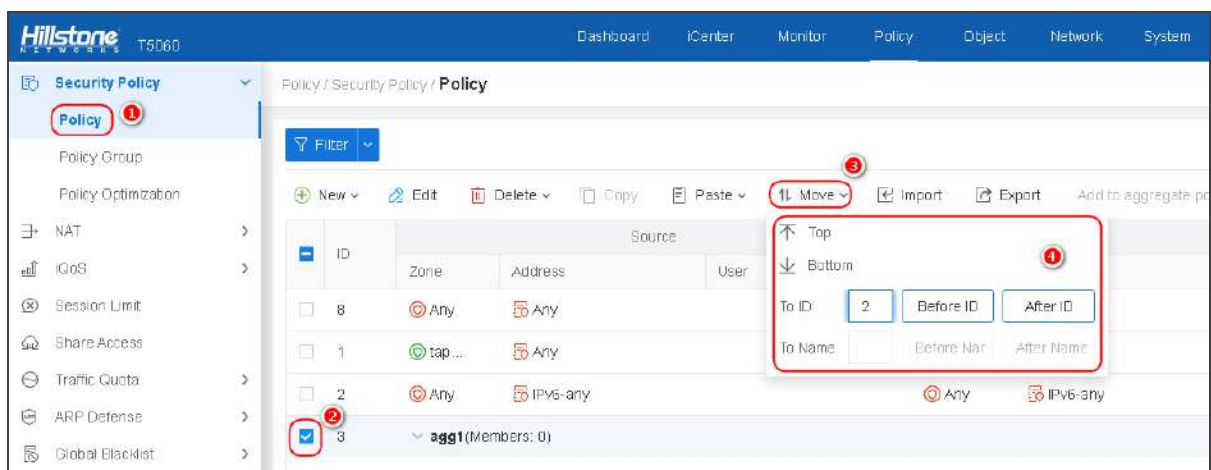 Hillstone NETWORKS T5060 Dashboard iCenter Monitor Policy Object Network System
Security Policy
Policy / Security Policy / Policy
Policy 1
Filter
Policy Group
3
Policy Optimization
New Edit Delete Copy Paste Move Import Export Add to aggregate po
NAT
ID Source
Top
4
iQoS
Zone Address User
Bottom
Session Limit
8 Any Any
To ID: 2 Before ID After ID
Share Access
1 tap ... Any
To Name Before Nar After Name
Traffic Quota
2 Any IPv6-any Any IPv6-any
ARP Defense
2
3 agg1(Members: 0)
Global Blacklist